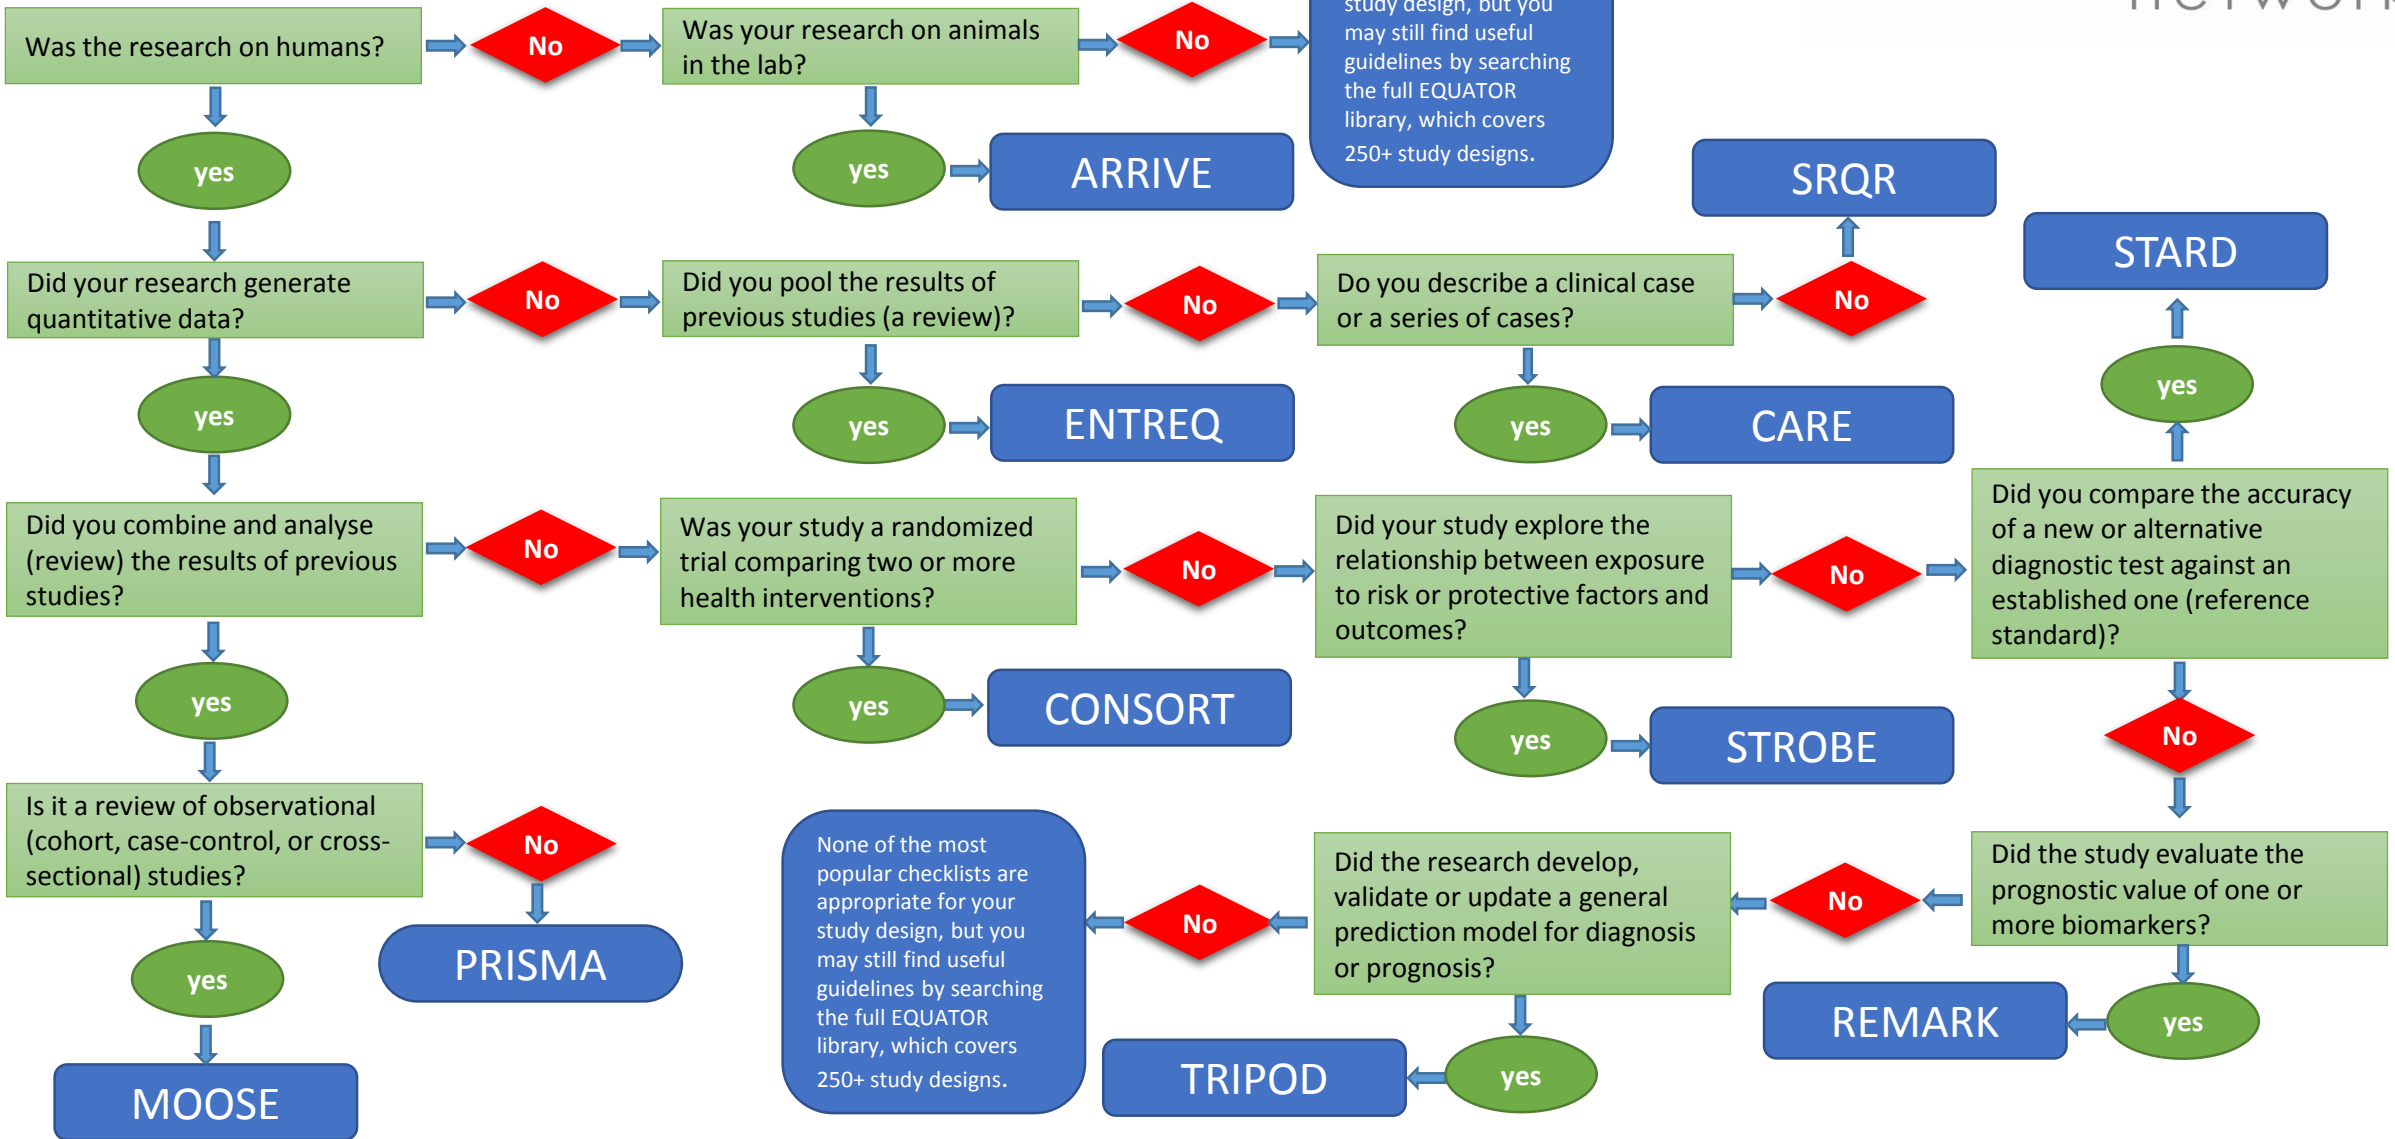 network
study design, but you
may still find useful
guidelines by searching
the full EQUATOR
library, which covers
250+ study designs.
Was the research on humans?
No
Was your research on animals
in the lab?
No
yes
yes
ARRIVE
SRQR
STARD
Did your research generate
quantitative data?
No
Did you pool the results of
previous studies (a review)?
No
Do you describe a clinical case
or a series of cases?
No
yes
yes
ENTREQ
yes
CARE
yes
Did you combine and analyse
(review) the results of previous
studies?
No
Was your study a randomized
trial comparing two or more
health interventions?
No
Did your study explore the
relationship between exposure
to risk or protective factors and
outcomes?
No
Did you compare the accuracy
of a new or alternative
diagnostic test against an
established one (reference
standard)?
yes
yes
CONSORT
yes
STROBE
No
Is it a review of observational
(cohort, case-control, or cross-
sectional) studies?
No
PRISMA
yes
MOOSE
None of the most
popular checklists are
appropriate for your
study design, but you
may still find useful
guidelines by searching
the full EQUATOR
library, which covers
250+ study designs.
No
Did the research develop,
validate or update a general
prediction model for diagnosis
or prognosis?
No
Did the study evaluate the
prognostic value of one or
more biomarkers?
TRIPOD
yes
REMARK
yes